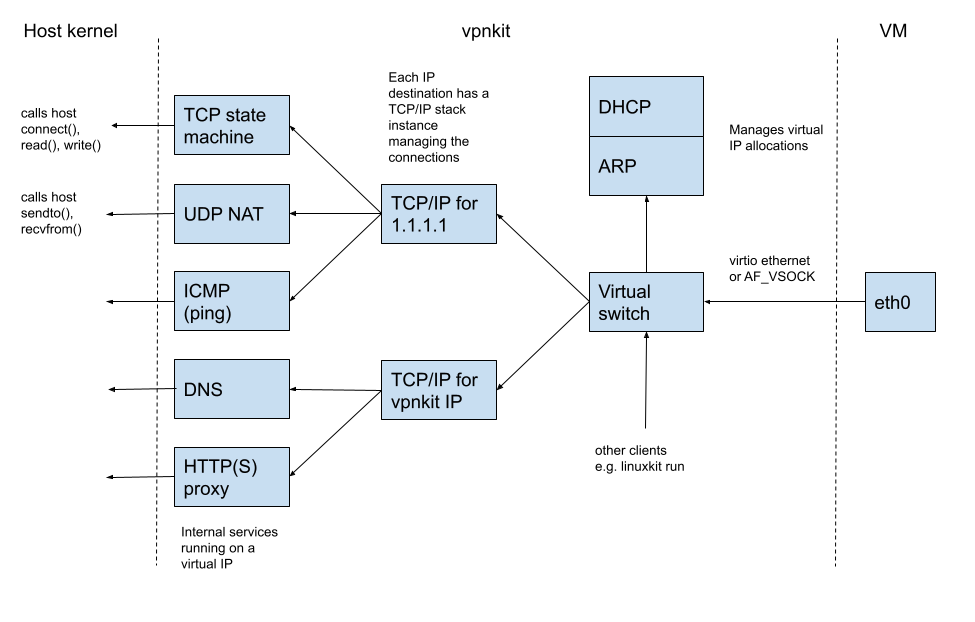 Host kernel
vpnkit
VM
calls host
connect(),
read(), write()
TCP state
machine
Each IP
destination has a
TCP/IP stack
instance
managing the
connections
DHCP
ARP
Manages virtual
IP allocations
calls host
sendto(),
recvfrom()
UDP NAT
TCP/IP for
1.1.1.1
virtio ethernet
or AF_VSOCK
ICMP
(ping)
Virtual
switch
eth0
DNS
TCP/IP for
vpnkit IP
other clients
e.g. linuxkit run
HTTP(S)
proxy
Internal services
running on a
virtual IP